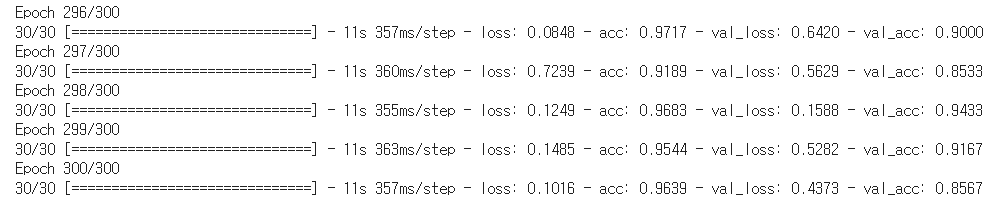 Epoch 296/300
30/30 [==============================] - 11s 357ms/step - loss: 0.0848 - acc: 0.9717 - val_loss: 0.6420 - val_acc: 0.9000
Epoch 297/300
30/30 [==============================] - 11s 360ms/step - loss: 0.7239 - acc: 0.9189 - val_loss: 0.5629 - val_acc: 0.8533
Epoch 298/300
30/30 [==============================] - 11s 355ms/step - loss: 0.1249 - acc: 0.9683 - val_loss: 0.1588 - val_acc: 0.9433
Epoch 299/300
30/30 [==============================] - 11s 363ms/step - loss: 0.1485 - acc: 0.9544 - val_loss: 0.5282 - val_acc: 0.9167
Epoch 300/300
30/30 [==============================] - 11s 357ms/step - loss: 0.1016 - acc: 0.9639 - val_loss: 0.4373 - val_acc: 0.8567